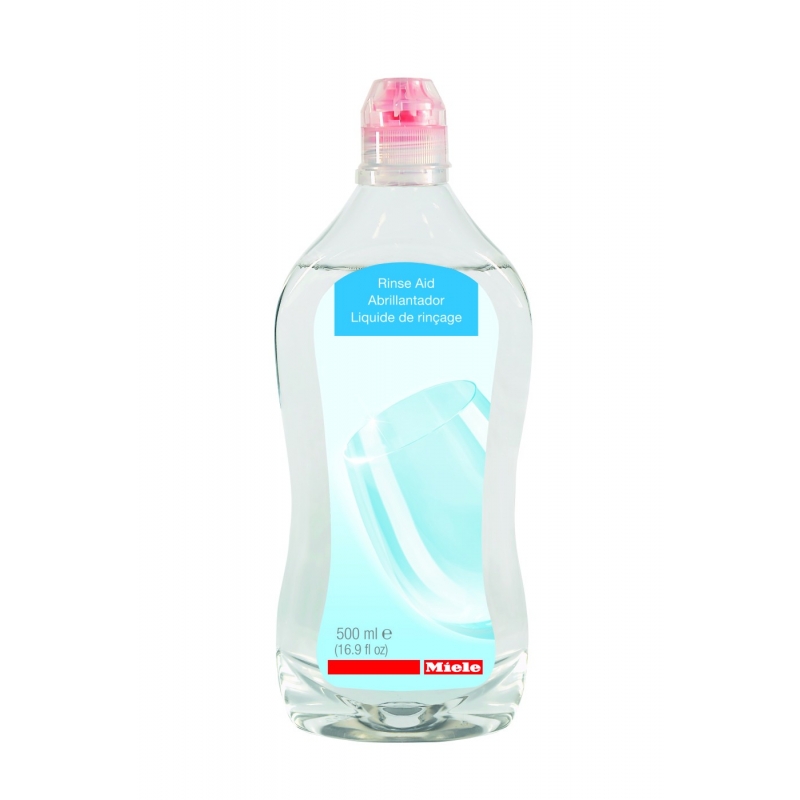 Rinse Aid
Abrillantador
Liquide de rinçage
500 ml ℮
(16.9 fl oz)
Miele